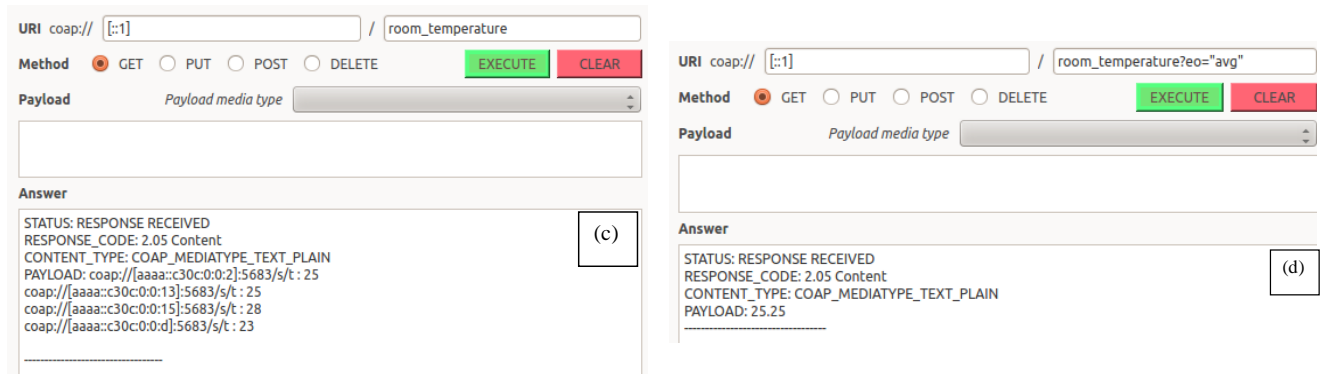 URI coap:// [::1] / room_temperature
Method GET PUT POST DELETE EXECUTE CLEAR
Payload Payload media type
Answer
STATUS: RESPONSE RECEIVED
RESPONSE_CODE: 2.05 Content
CONTENT_TYPE: COAP_MEDIATYPE_TEXT_PLAIN
PAYLOAD: coap://[aaaa::c30c:0:0:2]:5683/s/t : 25
coap://[aaaa::c30c:0:0:13]:5683/s/t : 25
coap://[aaaa::c30c:0:0:15]:5683/s/t : 28
coap://[aaaa::c30c:0:0:d]:5683/s/t : 23
----------------------------------
(c)
URI coap:// [::1] / room_temperature?eo="avg"
Method GET PUT POST DELETE EXECUTE CLEAR
Payload Payload media type
Answer
STATUS: RESPONSE RECEIVED
RESPONSE_CODE: 2.05 Content
CONTENT_TYPE: COAP_MEDIATYPE_TEXT_PLAIN
PAYLOAD: 25.25
----------------------------------
(d)